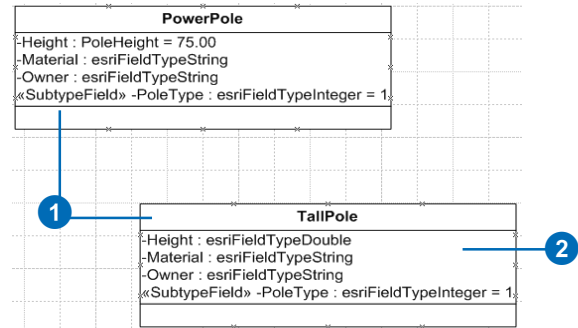 PowerPole
-Height : PoleHeight = 75.00
-Material : esriFieldTypeString
-Owner : esriFieldTypeString
«SubtypeField» -PoleType : esriFieldTypeInteger = 1
1
TallPole
-Height : esriFieldTypeDouble
2
-Material : esriFieldTypeString
-Owner : esriFieldTypeString
«SubtypeField» -PoleType : esriFieldTypeInteger = 1